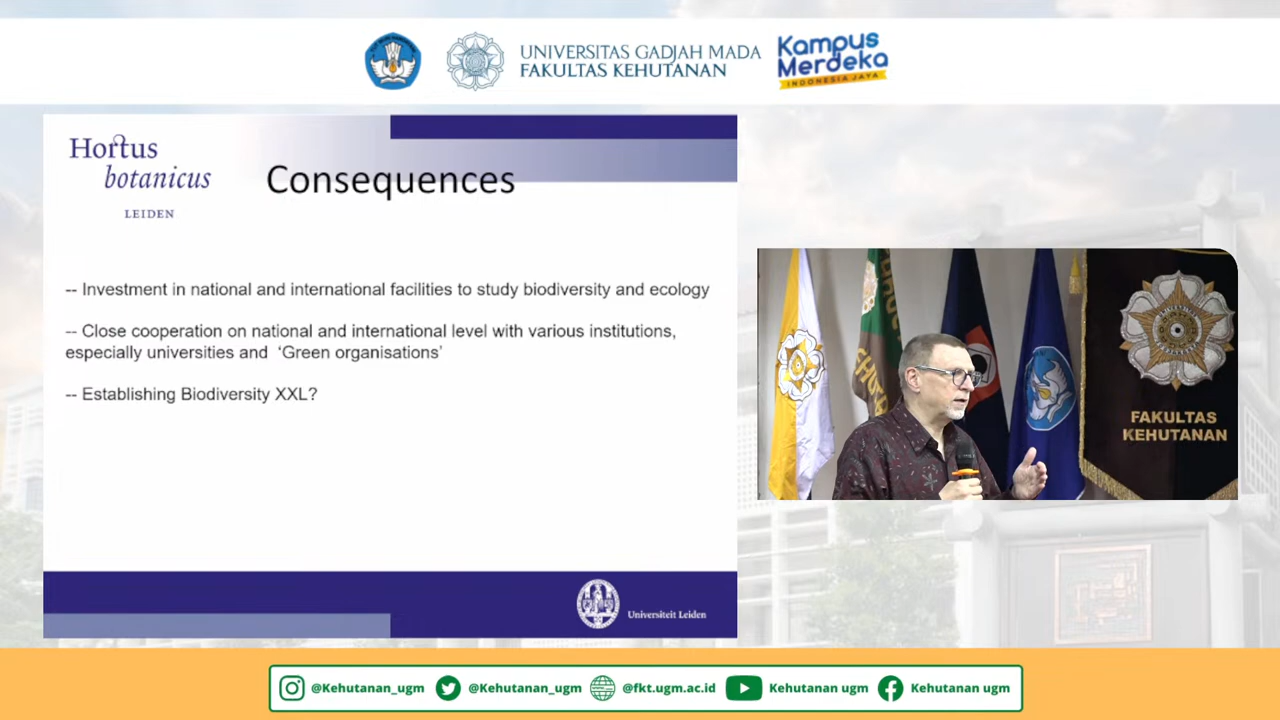 UNIVERSITAS GADJAH MADA
FAKULTAS KEHUTANAN
Kampus
Merdeka
INDONESIA JAYA
Hortus
botanicus
LEIDEN
Consequences
-- Investment in national and international facilities to study biodiversity and ecology
-- Close cooperation on national and international level with various institutions,
especially universities and ‘Green organisations’
-- Establishing Biodiversity XXL?
Universiteit Leiden
FAKULTAS
KEHUTANAN
@Kehutanan_ugm
@Kehutanan_ugm
@fkt.ugm.ac.id
Kehutanan ugm
Kehutanan ugm